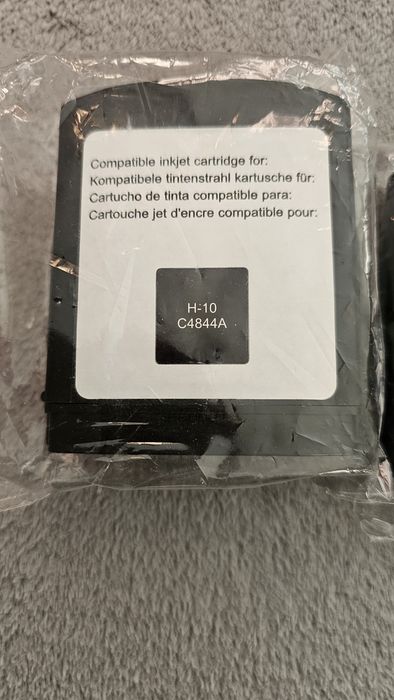 Compatible inkjet cartridge for:
Kompatibele tintenstrahl kartusche für:
Cartucho de tinta compatible para:
Cartouche jet d'encre compatible pour:
H-10
C4844A